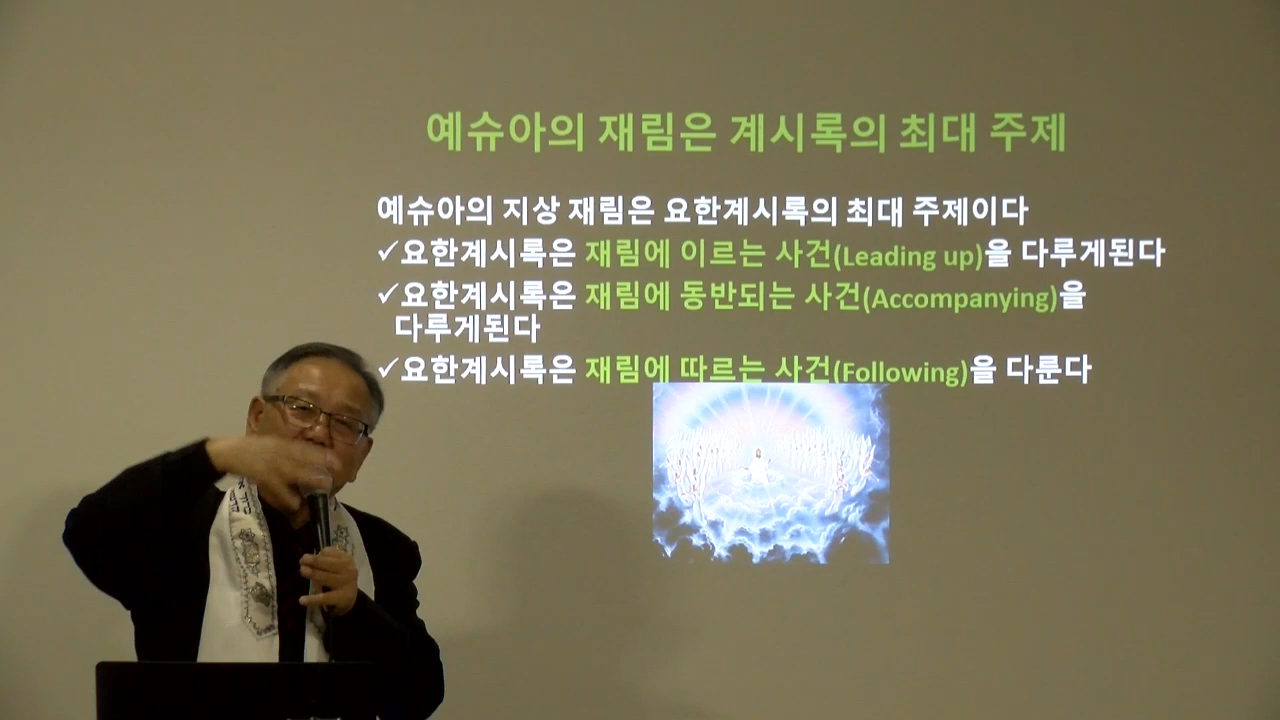 예슈아의 재림은 계시록의 최대 주제
예슈아의 지상 재림은 요한계시록의 최대 주제이다
✓요한계시록은 재림에 이르는 사건(Leading up)을 다루게된다
✓요한계시록은 재림에 동반되는 사건(Accompanying)을
다루게된다
✓요한계시록은 재림에 따르는 사건(Following)을 다룬다